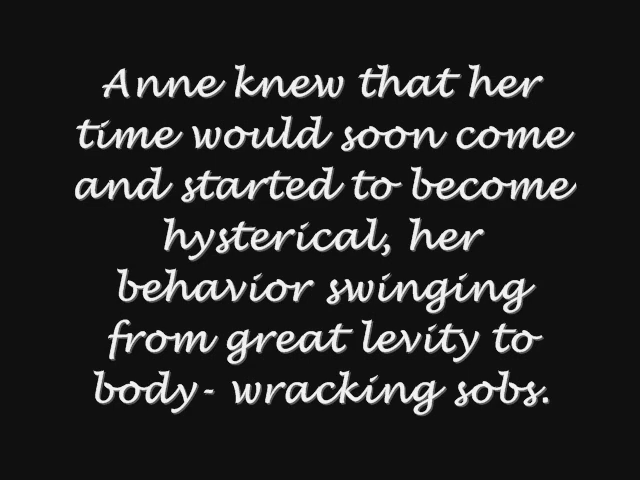 Anne knew that her
time would soon come
and started to become
hysterical, her
behavior swinging
from great levity to
body- wracking sobs.